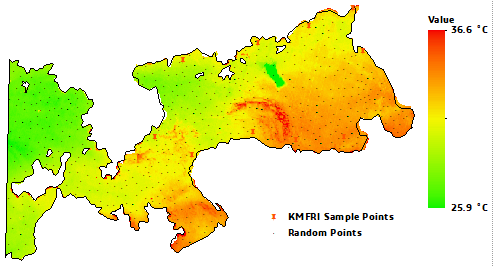 Value
36.6 °C
25.9 °C
KMFRI Sample Points
Random Points